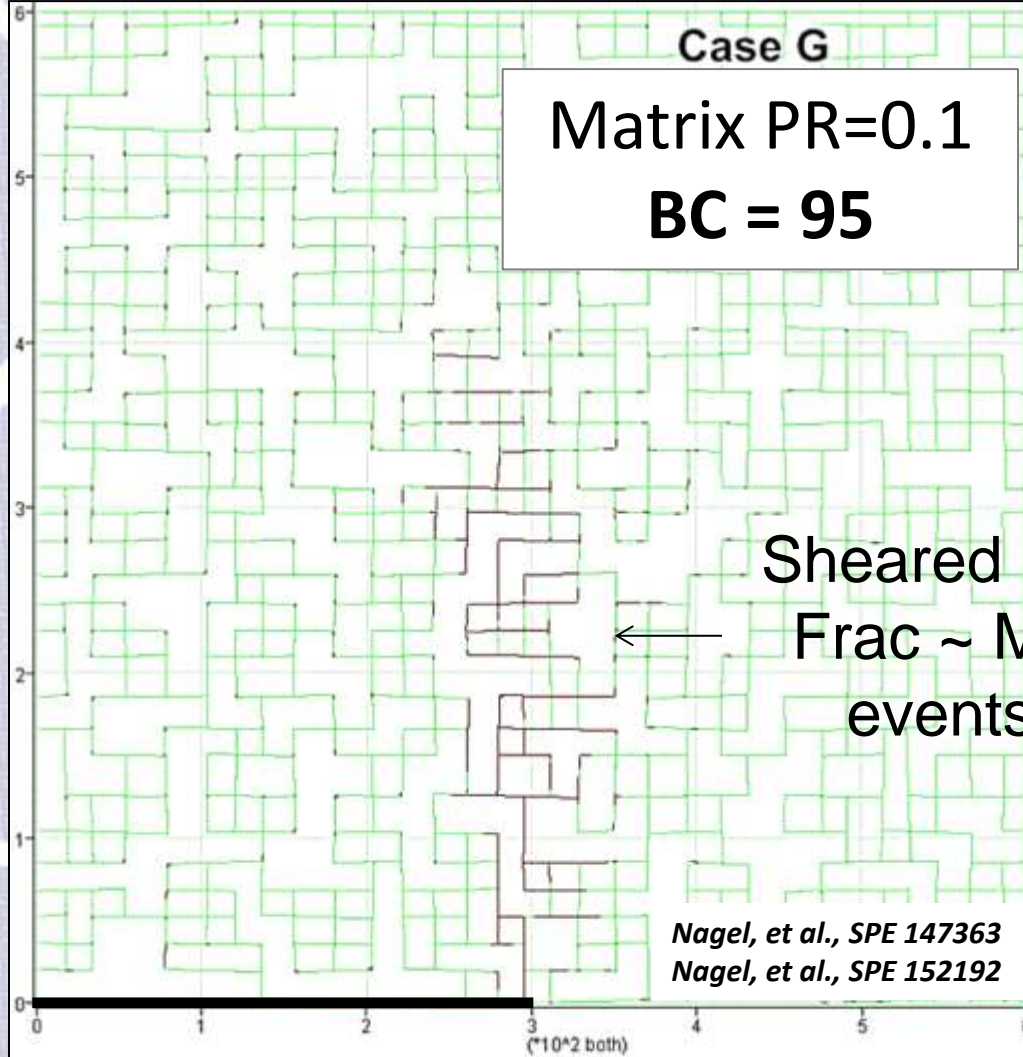 Case G
Matrix PR=0.1
BC = 95
Sheared
Frac ~ M
events
Nagel, et al., SPE 147363
Nagel, et al., SPE 152192
6
5
4
3
2
1
0
0 1 2 3 4 5
(*10^2 both)